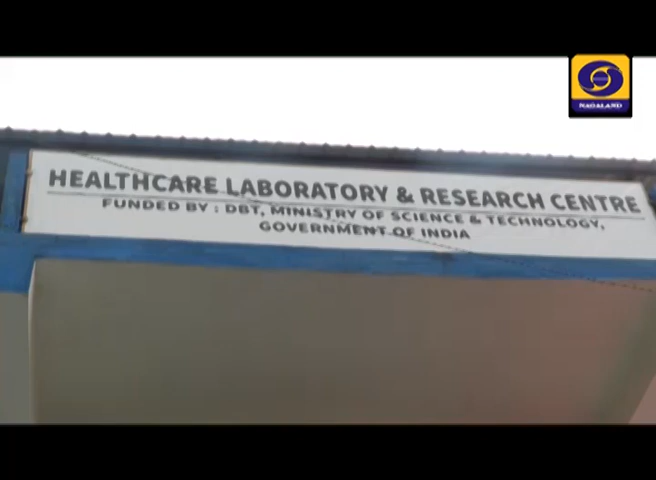 NAGALAND
HEALTHCARE LABORATORY & RESEARCH CENTRE
FUNDED BY : DBT, MINISTRY OF SCIENCE & TECHNOLOGY,
GOVERNMENT OF INDIA